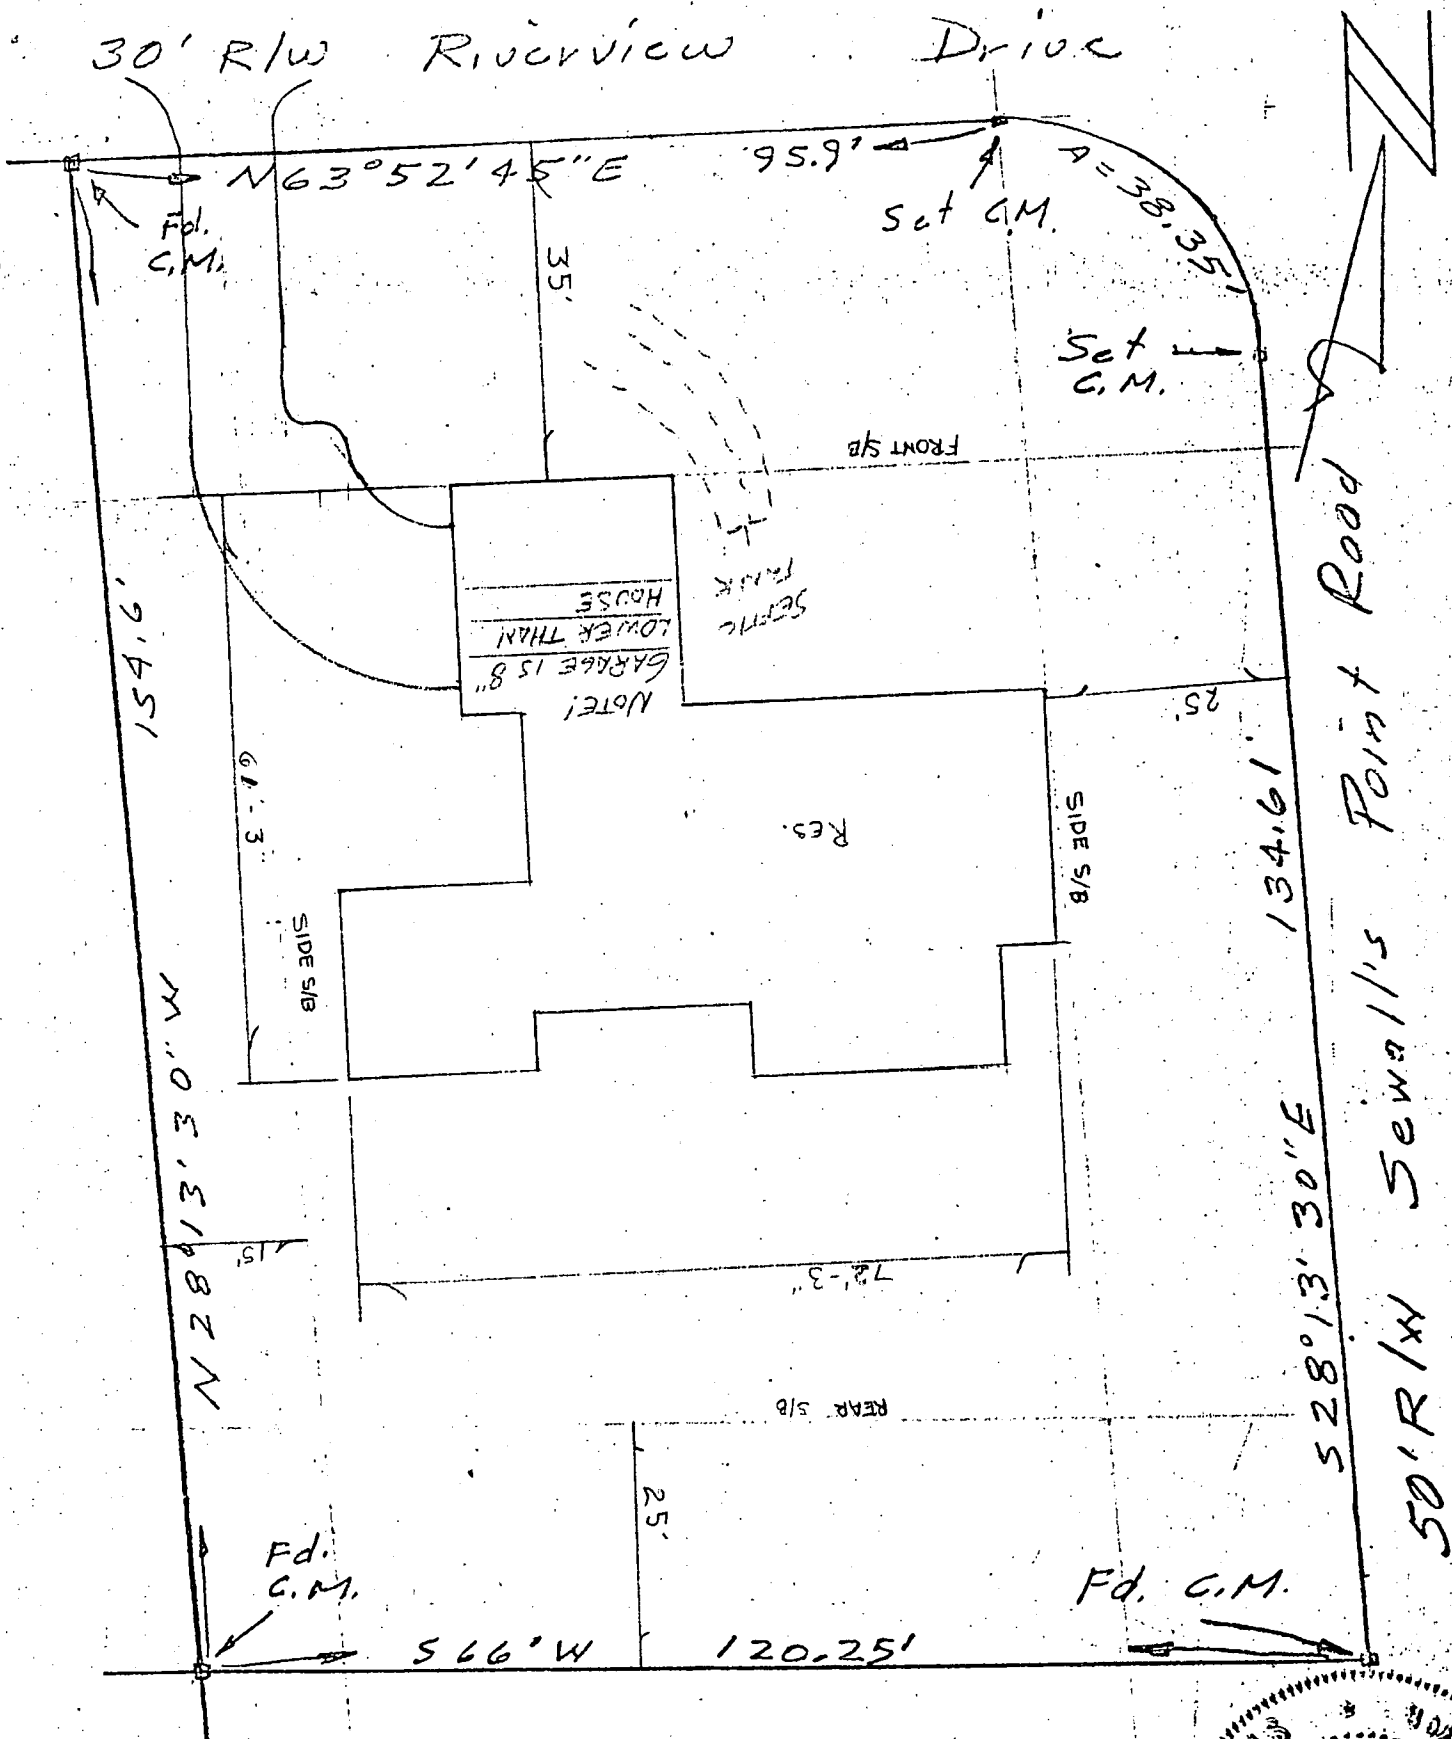 30' R/W Riverview Drive
N63°52'45"E 95.9'
Fd.
C.M.
Set C.M.
A = 38.35'
35'
Set
C.M.
FRONT S/B
SEPTIC
TANK
NOTE!
GARAGE IS 8"
LOWER THAN
HOUSE
154.6'
N28°13'30"W
61'-3"
SIDE S/B
RES.
25'
SIDE S/B
134.61'
S28°13'30"E
50' R/W Sewall's Point Road
15'
72'-3"
REAR S/B
25'
Fd.
C.M.
Fd. C.M.
S66°W 120.25'